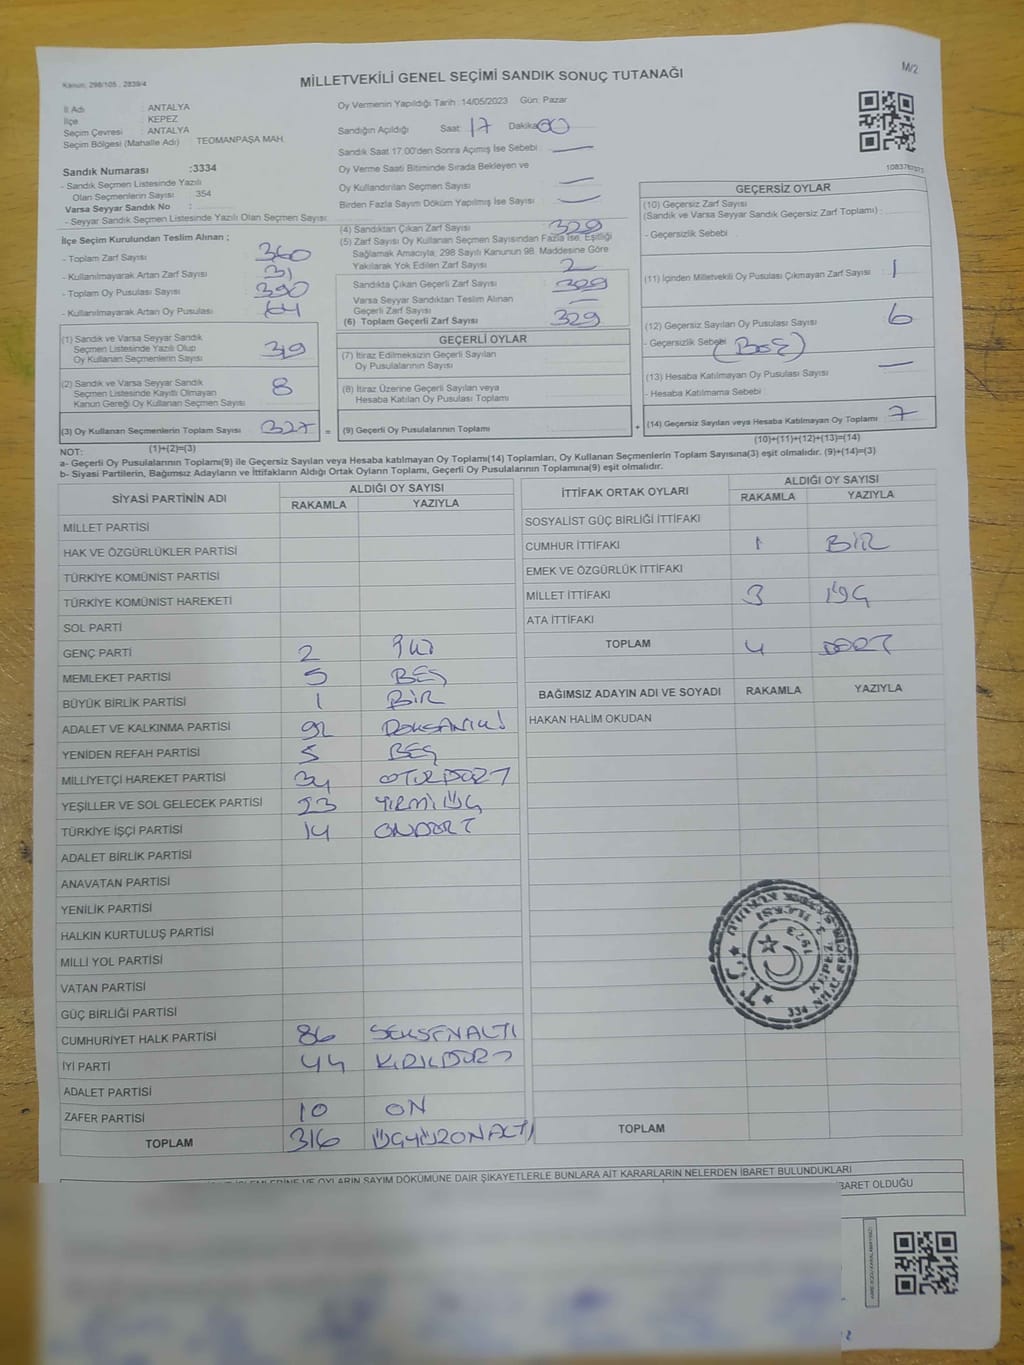 Kanun: 298/105 , 2839/4
MİLLETVEKİLİ GENEL SEÇİMİ SANDIK SONUÇ TUTANAĞI
M/2
İl Adı : ANTALYA
İlçe : KEPEZ
Seçim Çevresi : ANTALYA
Seçim Bölgesi (Mahalle Adı) : TEOMANPAŞA MAH.
Sandık Numarası :3334
- Sandık Seçmen Listesinde Yazılı
Olan Seçmenlerin Sayısı : 354
Varsa Seyyar Sandık No :
- Seyyar Sandık Seçmen Listesinde Yazılı Olan Seçmen Sayısı:
Oy Vermenin Yapıldığı Tarih :14/05/2023 Gün: Pazar
Sandığın Açıldığı Saat: 17 Dakika: 00
Sandık Saat 17:00'den Sonra Açımış İse Sebebi : —
Oy Verme Saati Bitiminde Sırada Bekleyen ve
Oy Kullandırılan Seçmen Sayısı : —
Birden Fazla Sayım Döküm Yapılmış İse Sayısı : —
İlçe Seçim Kurulundan Teslim Alınan ;
- Toplam Zarf Sayısı : 360
- Kullanılmayarak Artan Zarf Sayısı : 31
- Toplam Oy Pusulası Sayısı : 390
- Kullanılmayarak Artan Oy Pusulası : 64
(1) Sandık ve Varsa Seyyar Sandık
Seçmen Listesinde Yazılı Olup
Oy Kullanan Seçmenlerin Sayısı : 319
(2) Sandık ve Varsa Seyyar Sandık
Seçmen Listesinde Kayıtlı Olmayan
Kanun Gereği Oy Kullanan Seçmen Sayısı : 8
(3) Oy Kullanan Seçmenlerin Toplam Sayısı : 327 =
(1)+(2)=(3)
(4) Sandıktan Çıkan Zarf Sayısı : 329
(5) Zarf Sayısı Oy Kullanan Seçmen Sayısından Fazla İse, Eşitliği
Sağlamak Amacıyla, 298 Sayılı Kanunun 98. Maddesine Göre
Yakılarak Yok Edilen Zarf Sayısı : 2
Sandıkta Çıkan Geçerli Zarf Sayısı : 329
Varsa Seyyar Sandıktan Teslim Alınan
Geçerli Zarf Sayısı : —
(6) Toplam Geçerli Zarf Sayısı : 329
GEÇERLİ OYLAR
(7) İtiraz Edilmeksizin Geçerli Sayılan
Oy Pusulalarının Sayısı :
(8) İtiraz Üzerine Geçerli Sayılan veya
Hesaba Katılan Oy Pusulası Toplamı :
(9) Geçerli Oy Pusulalarının Toplamı : +
GEÇERSİZ OYLAR
(10) Geçersiz Zarf Sayısı
(Sandık ve Varsa Seyyar Sandık Geçersiz Zarf Toplamı) :
- Geçersizlik Sebebi :
(11) İçinden Milletvekili Oy Pusulası Çıkmayan Zarf Sayısı : 1
(12) Geçersiz Sayılan Oy Pusulası Sayısı : 6
- Geçersizlik Sebebi : (BOŞ)
(13) Hesaba Katılmayan Oy Pusulası Sayısı : —
- Hesaba Katılmama Sebebi :
(14) Geçersiz Sayılan veya Hesaba Katılmayan Oy Toplamı : 7
(10)+(11)+(12)+(13)=(14)
NOT:
a- Geçerli Oy Pusulalarının Toplamı(9) ile Geçersiz Sayılan veya Hesaba katılmayan Oy Toplamı(14) Toplamları, Oy Kullanan Seçmenlerin Toplam Sayısına(3) eşit olmalıdır. (9)+(14)=(3)
b- Siyasi Partilerin, Bağımsız Adayların ve İttifakların Aldığı Ortak Oyların Toplamı, Geçerli Oy Pusulalarının Toplamına(9) eşit olmalıdır.
SİYASİ PARTİNİN ADI ALDIĞI OY SAYISI
RAKAMLA YAZIYLA
MİLLET PARTİSİ
HAK VE ÖZGÜRLÜKLER PARTİSİ
TÜRKİYE KOMÜNİST PARTİSİ
TÜRKİYE KOMÜNİST HAREKETİ
SOL PARTİ
GENÇ PARTİ 2 İKİ
MEMLEKET PARTİSİ 5 BEŞ
BÜYÜK BİRLİK PARTİSİ 1 BİR
ADALET VE KALKINMA PARTİSİ 92 DOKSANİKİ
YENİDEN REFAH PARTİSİ 5 BEŞ
MİLLİYETÇİ HAREKET PARTİSİ 34 OTUZDÖRT
YEŞİLLER VE SOL GELECEK PARTİSİ 23 YİRMİÜÇ
TÜRKİYE İŞÇİ PARTİSİ 14 ONDÖRT
ADALET BİRLİK PARTİSİ
ANAVATAN PARTİSİ
YENİLİK PARTİSİ
HALKIN KURTULUŞ PARTİSİ
MİLLİ YOL PARTİSİ
VATAN PARTİSİ
GÜÇ BİRLİĞİ PARTİSİ
CUMHURİYET HALK PARTİSİ 86 SEKSENALTI
İYİ PARTİ 44 KIRKDÖRT
ADALET PARTİSİ
ZAFER PARTİSİ 10 ON
TOPLAM 316 ÜÇYÜZONALTI
İTTİFAK ORTAK OYLARI ALDIĞI OY SAYISI
RAKAMLA YAZIYLA
SOSYALİST GÜÇ BİRLİĞİ İTTİFAKI
CUMHUR İTTİFAKI 1 BİR
EMEK VE ÖZGÜRLÜK İTTİFAKI
MİLLET İTTİFAKI 3 ÜÇ
ATA İTTİFAKI
TOPLAM 4 DÖRT
BAĞIMSIZ ADAYIN ADI VE SOYADI RAKAMLA YAZIYLA
HAKAN HALİM OKUDAN
T.C.
KEPEZ
3. İLÇESİ
1923
TOPLAM
OYLARIN SAYIM DÖKÜMÜNE DAİR ŞİKAYETLERLE BUNLARA AİT KARARLARIN NELERDEN İBARET BULUNDUKLARI
İBARET OLDUĞU